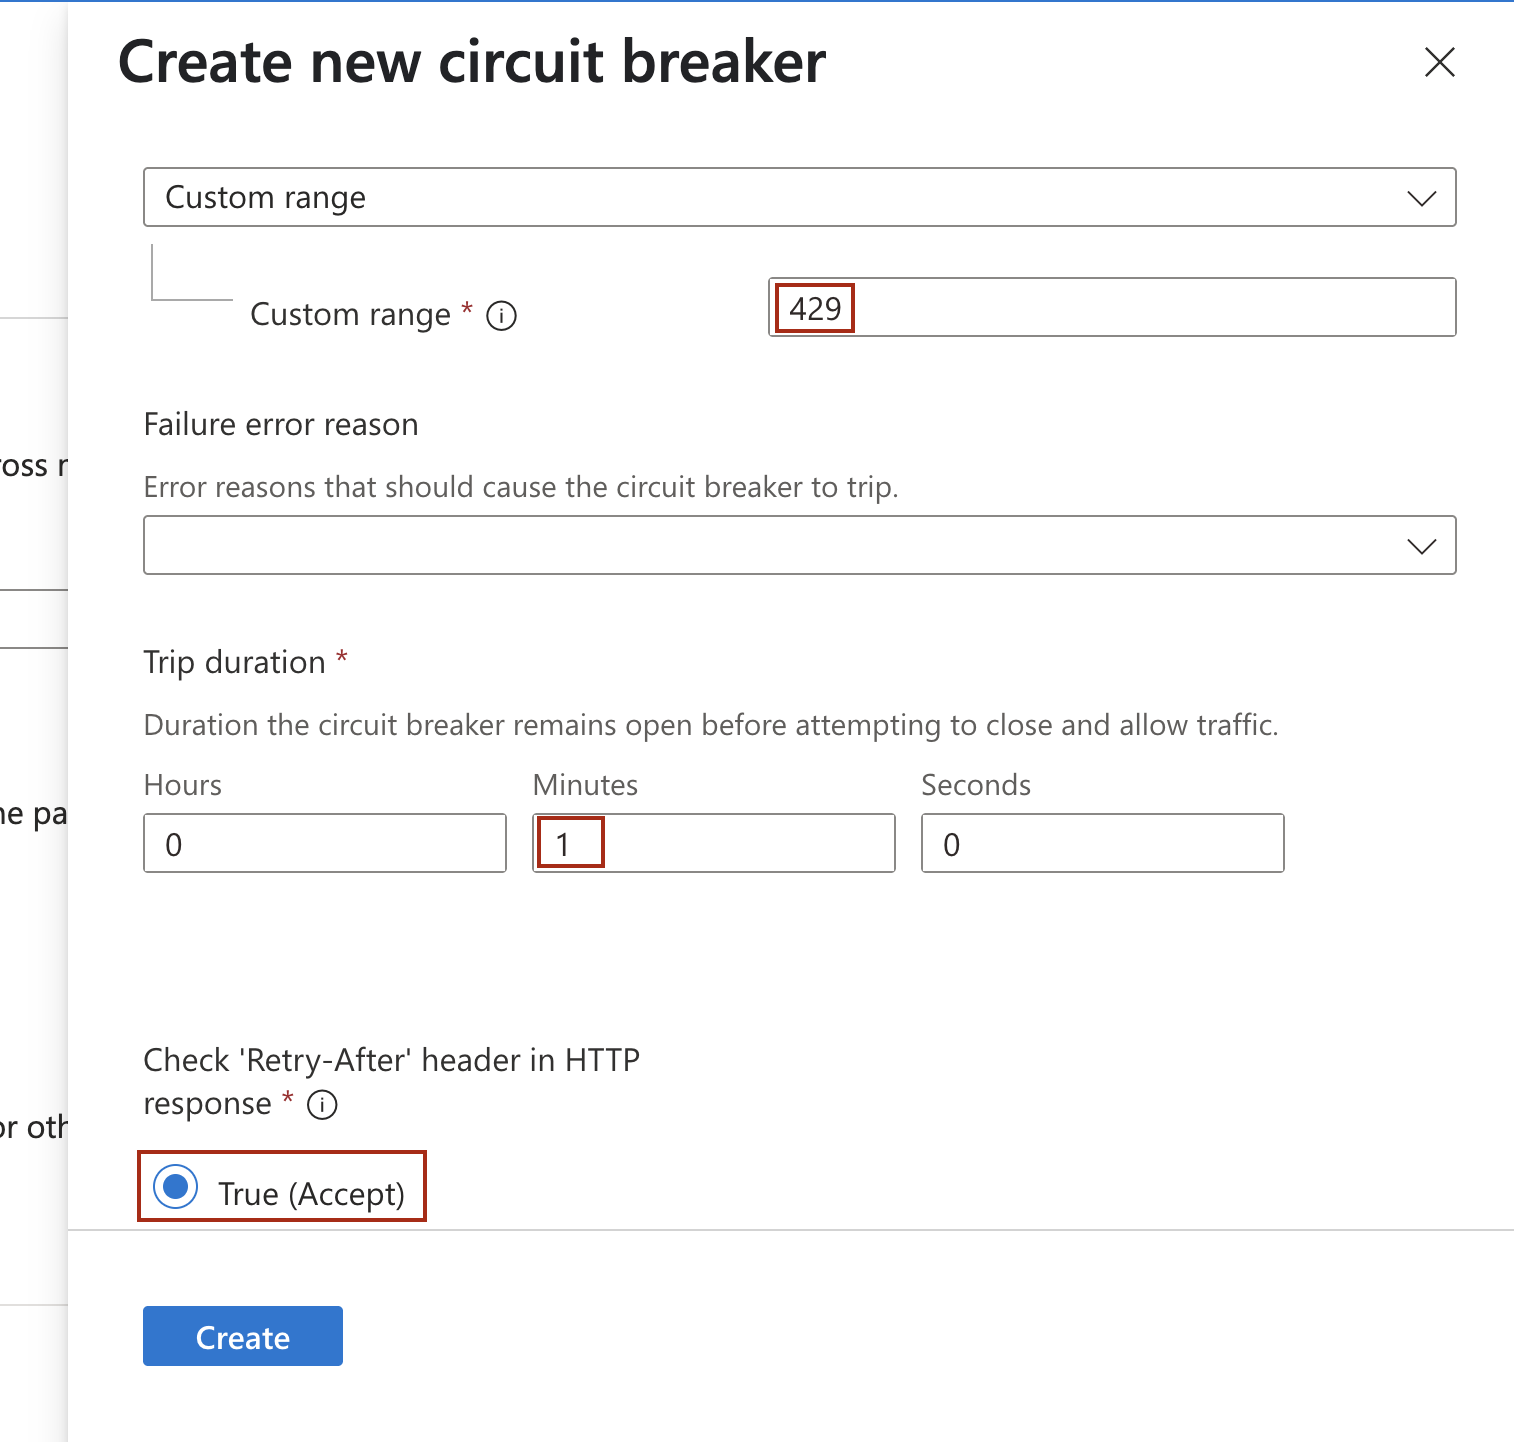 Create new circuit breaker
Custom range
Custom range *
429
Failure error reason
ross r
Error reasons that should cause the circuit breaker to trip.
Trip duration *
Duration the circuit breaker remains open before attempting to close and allow traffic.
Hours
Minutes
Seconds
ne pa
0
1
0
Check 'Retry-After' header in HTTP
response *
or oth
True (Accept)
Create